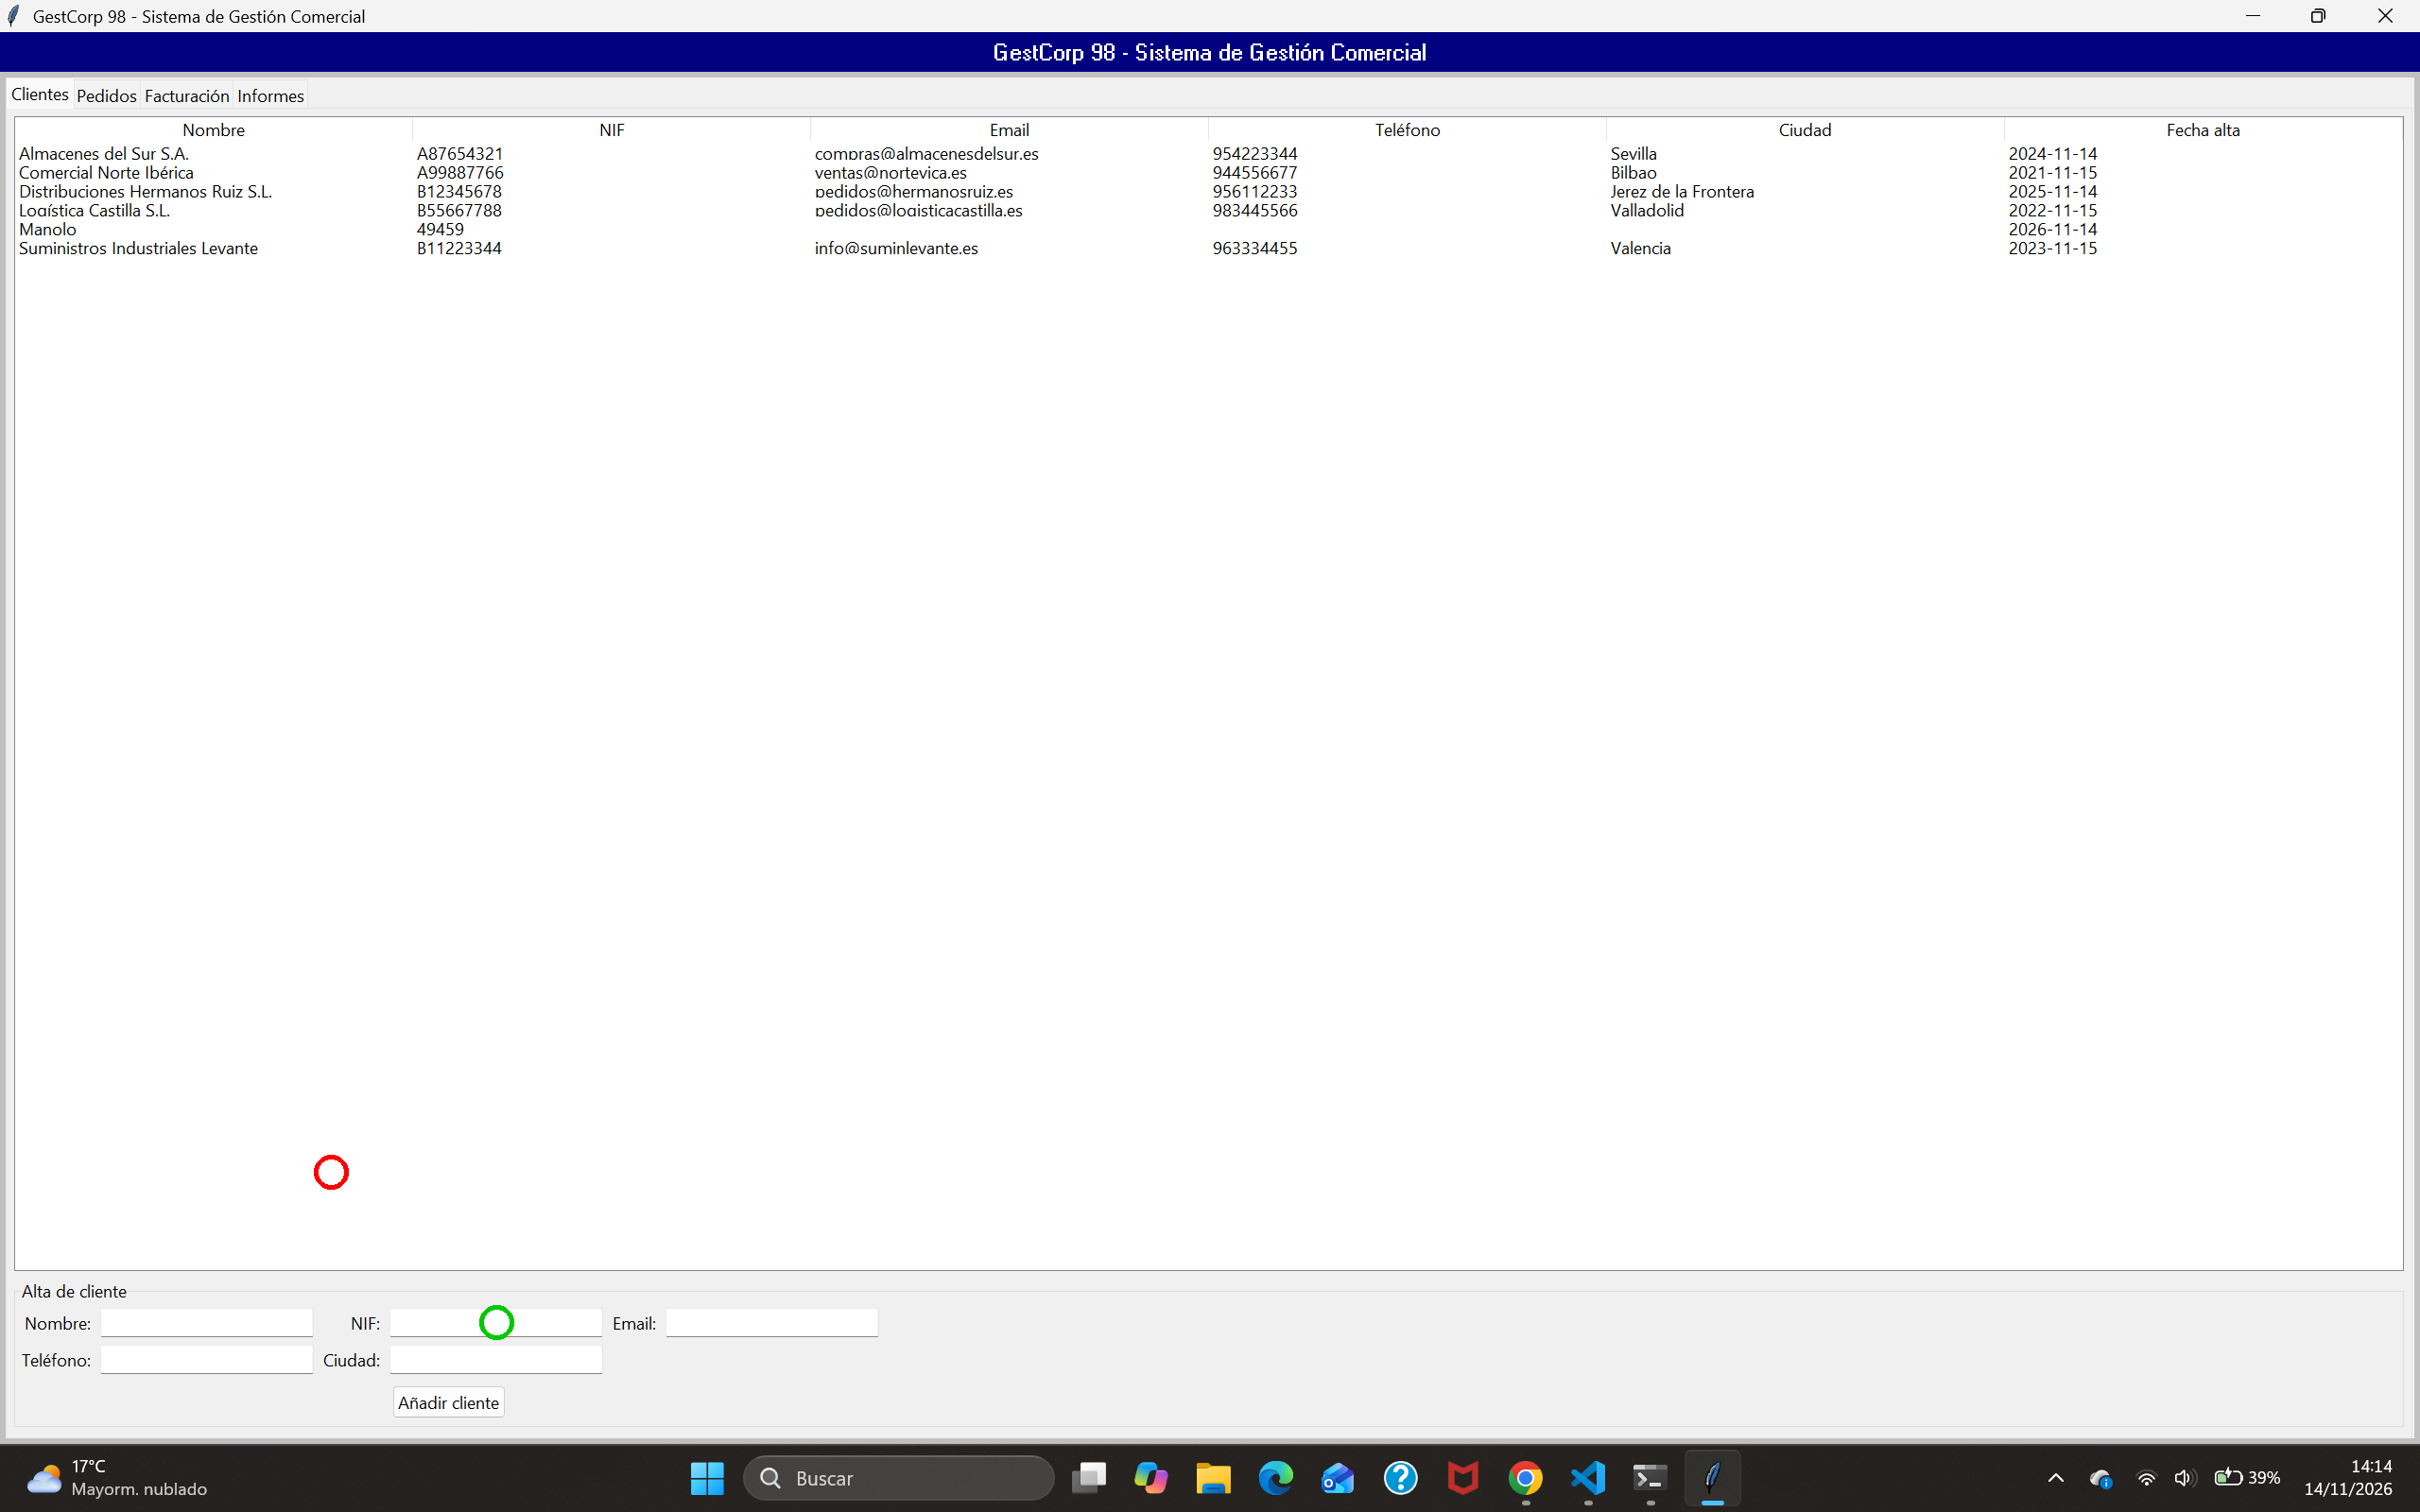 GestCorp 98 - Sistema de Gestión Comercial
GestCorp 98 - Sistema de Gestión Comercial
Clientes Pedidos Facturación Informes
Nombre NIF Email Teléfono Ciudad Fecha alta
Almacenes del Sur S.A. A87654321 compras@almacenesdelsur.es 954223344 Sevilla 2024-11-14
Comercial Norte Ibérica A99887766 ventas@nortevica.es 944556677 Bilbao 2021-11-15
Distribuciones Hermanos Ruiz S.L. B12345678 pedidos@hermanosruiz.es 956112233 Jerez de la Frontera 2025-11-14
Logística Castilla S.L. B55667788 pedidos@logisticacastilla.es 983445566 Valladolid 2022-11-15
Manolo 49459 2026-11-14
Suministros Industriales Levante B11223344 info@suminlevante.es 963334455 Valencia 2023-11-15
Alta de cliente
Nombre: NIF: Email:
Teléfono: Ciudad:
Añadir cliente
17°C
Mayorm. nublado
Buscar
39%
14:14
14/11/2026